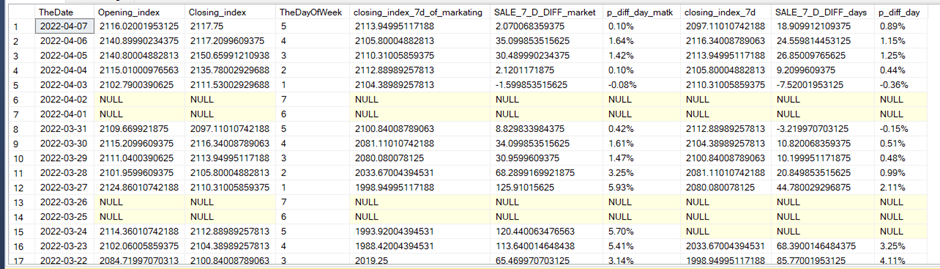 TheDate Opening_index Closing_index TheDayOfWeek closing_index_7d_of_markating SALE_7_D_DIFF_market p_diff_day_matk closing_index_7d SALE_7_D_DIFF_days p_diff_day
1 2022-04-07 2116.02001953125 2117.75 5 2113.94995117188 2.070068359375 0.10% 2097.11010742188 18.909912109375 0.89%
2 2022-04-06 2140.89990234375 2117.2099609375 4 2105.80004882813 35.099853515625 1.64% 2116.34008789063 24.559814453125 1.15%
3 2022-04-05 2140.80004882813 2150.65991210938 3 2110.31005859375 30.489990234375 1.42% 2113.94995117188 26.85009765625 1.25%
4 2022-04-04 2115.01000976563 2135.78002929688 2 2112.88989257813 2.1201171875 0.10% 2105.80004882813 9.2099609375 0.44%
5 2022-04-03 2102.7900390625 2111.53002929688 1 2104.38989257813 -1.599853515625 -0.08% 2110.31005859375 -7.52001953125 -0.36%
6 2022-04-02 NULL NULL 7 NULL NULL NULL NULL NULL NULL
7 2022-04-01 NULL NULL 6 NULL NULL NULL NULL NULL NULL
8 2022-03-31 2109.669921875 2097.11010742188 5 2100.84008789063 8.829833984375 0.42% 2112.88989257813 -3.219970703125 -0.15%
9 2022-03-30 2115.2099609375 2116.34008789063 4 2081.11010742188 34.099853515625 1.61% 2104.38989257813 10.820068359375 0.51%
10 2022-03-29 2111.0400390625 2113.94995117188 3 2080.080078125 30.9599609375 1.47% 2100.84008789063 10.199951171875 0.48%
11 2022-03-28 2101.9599609375 2105.80004882813 2 2033.67004394531 68.2899169921875 3.25% 2081.11010742188 20.849853515625 0.99%
12 2022-03-27 2124.86010742188 2110.31005859375 1 1998.94995117188 125.91015625 5.93% 2080.080078125 44.780029296875 2.11%
13 2022-03-26 NULL NULL 7 NULL NULL NULL NULL NULL NULL
14 2022-03-25 NULL NULL 6 NULL NULL NULL NULL NULL NULL
15 2022-03-24 2114.36010742188 2112.88989257813 5 1993.92004394531 120.440063476563 5.70% NULL NULL NULL
16 2022-03-23 2102.06005859375 2104.38989257813 4 1988.42004394531 113.640014648438 5.41% 2033.67004394531 68.3900146484375 3.25%
17 2022-03-22 2084.71997070313 2100.84008789063 3 2019.25 65.469970703125 3.14% 1998.94995117188 85.77001953125 4.11%